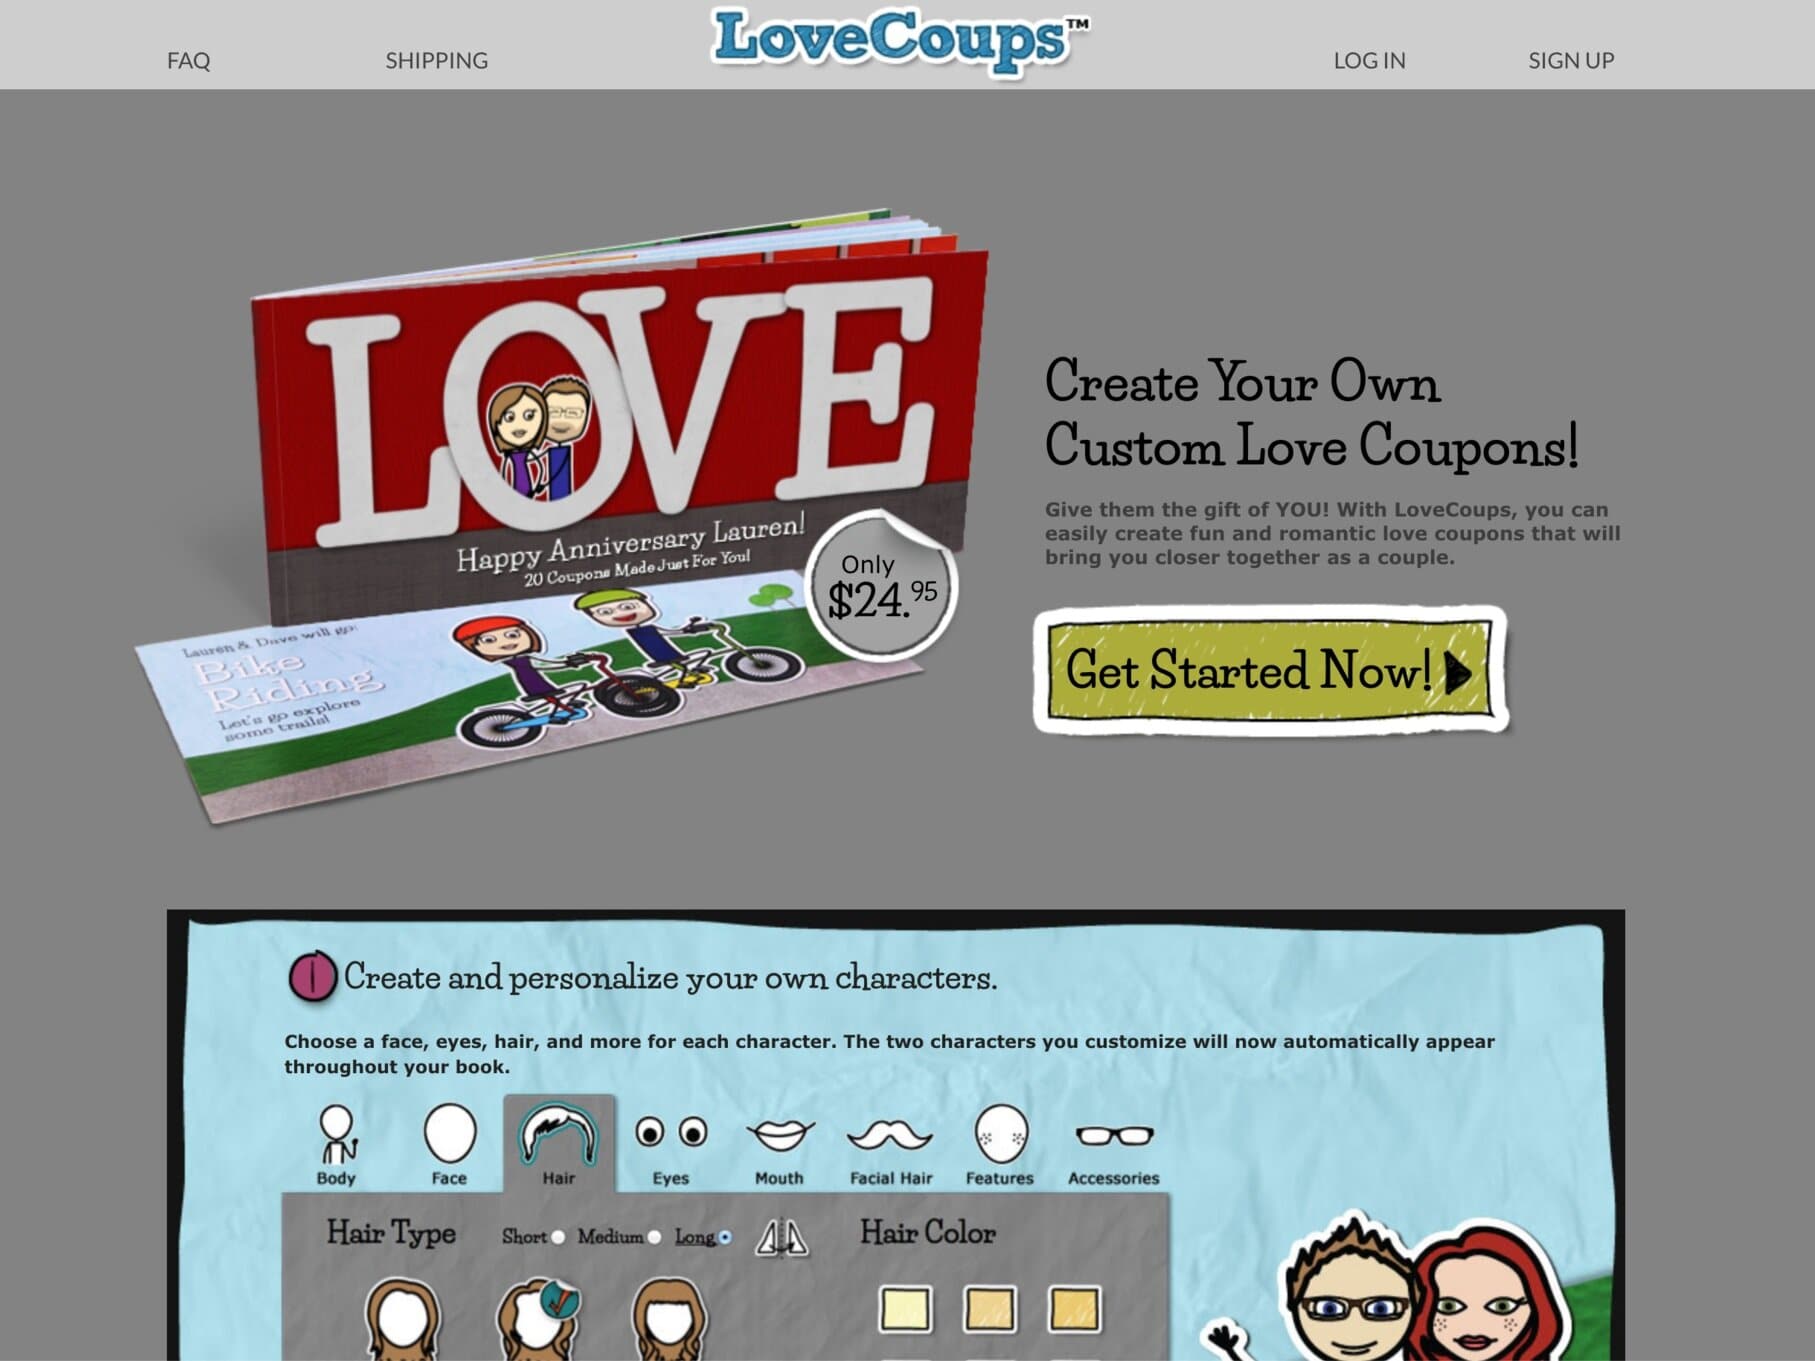 LoveCoups™
FAQ
SHIPPING
LOG IN
SIGN UP
LOVE
Happy Anniversary Lauren!
20 Coupons Made Just For You!
Only
$24.95
Lauren & Dave will go:
Bike
Riding
Let's go explore
some trails!
Create Your Own
Custom Love Coupons!
Give them the gift of YOU! With LoveCoups, you can
easily create fun and romantic love coupons that will
bring you closer together as a couple.
Get Started Now!
1 Create and personalize your own characters.
Choose a face, eyes, hair, and more for each character. The two characters you customize will now automatically appear
throughout your book.
Body
Face
Hair
Eyes
Mouth
Facial Hair
Features
Accessories
Hair Type
Short
Medium
Long
Hair Color